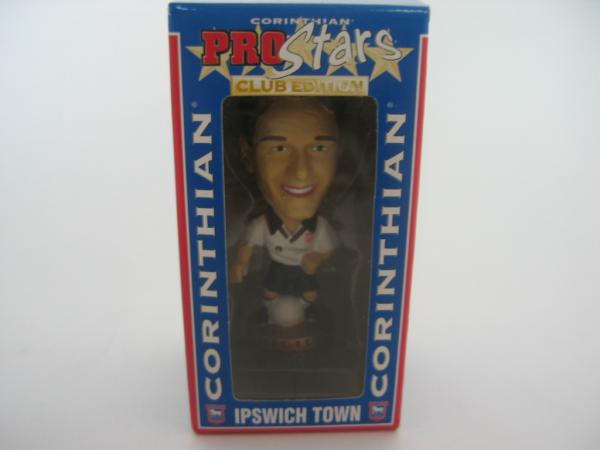 CORINTHIAN
PROStars
CLUB EDITION
CORINTHIAN
CORINTHIAN
IPSWICH TOWN